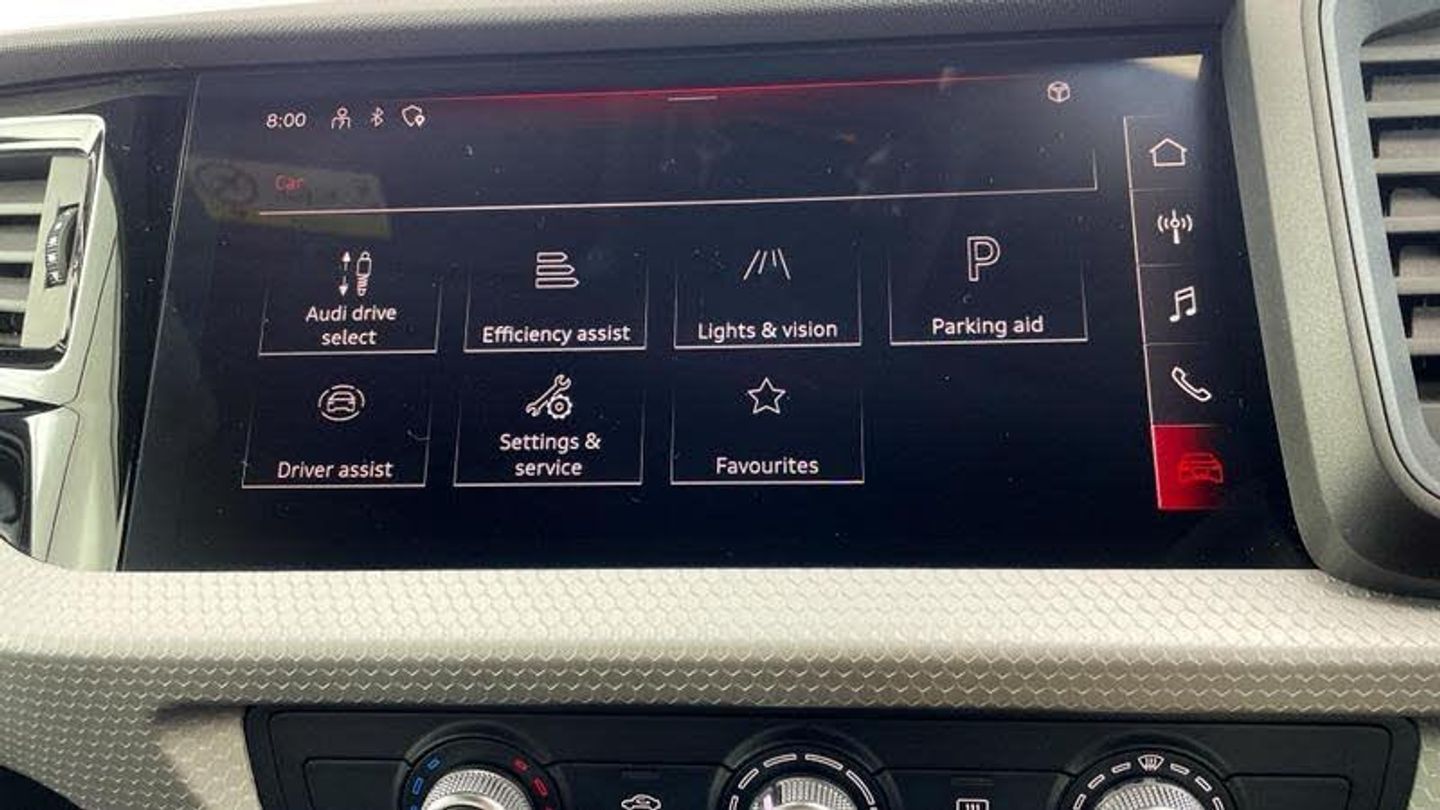 8:00
Car
Audi drive
select
Efficiency assist
Lights & vision
P
Parking aid
Driver assist
Settings &
service
Favourites